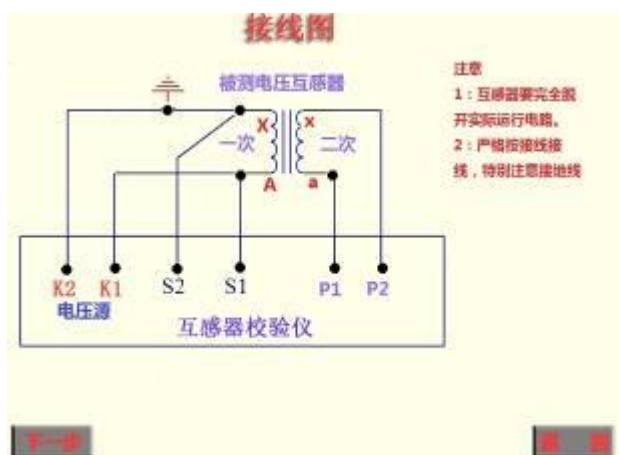 接线图
被测电压互感器
注意
1：互感器要完全脱
开实际运行电路。
2：严格按接线接
线，特别注意接地线
X
x
一次
二次
A
a
K2
K1
S2
S1
P1
P2
电压源
互感器校验仪
下一步